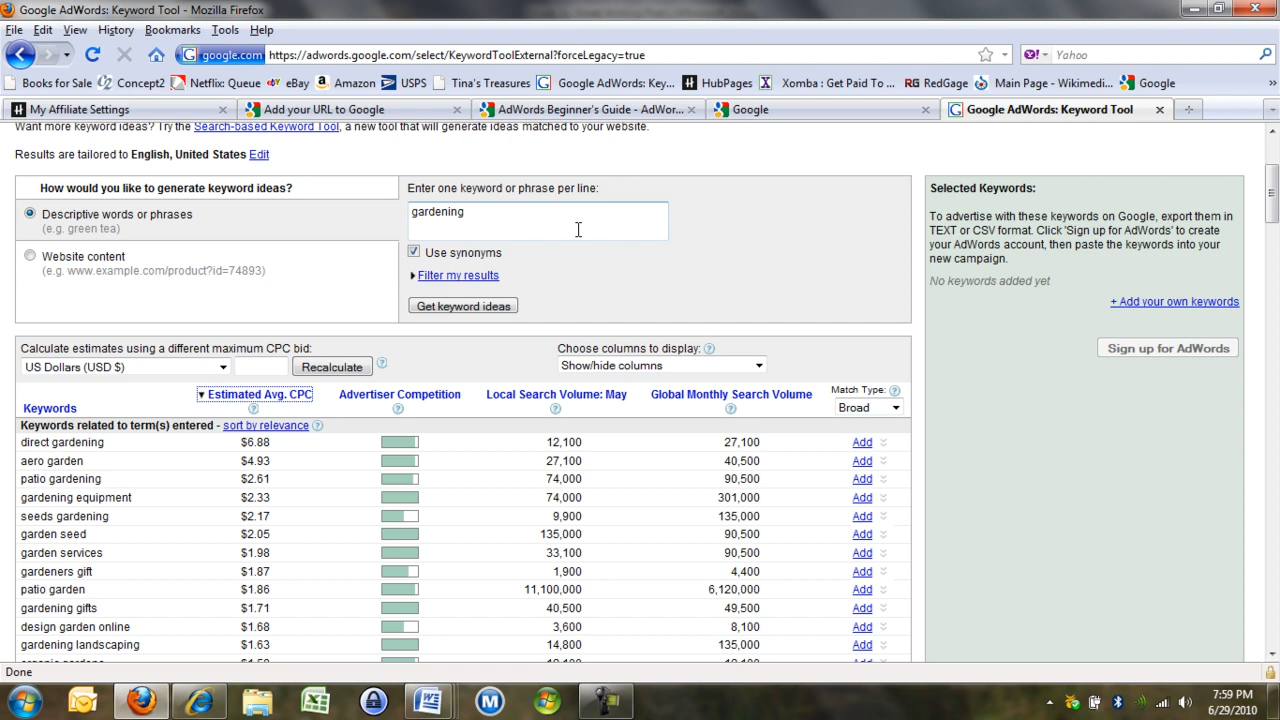 Google AdWords: Keyword Tool - Mozilla Firefox
File Edit View History Bookmarks Tools Help
google.com https://adwords.google.com/select/KeywordToolExternal?forceLegacy=true Yahoo
Books for Sale Concept2 Netflix Queue eBay Amazon USPS Tina's Treasures Google AdWords: Key... HubPages Xomba : Get Paid To ... RG RedGage Main Page - Wikimedi... Google »
My Affiliate Settings Add your URL to Google AdWords Beginner's Guide - AdWor... Google Google AdWords: Keyword Tool
Want more keyword ideas? Try the Search-based Keyword Tool, a new tool that will generate ideas matched to your website.
Results are tailored to English, United States Edit
How would you like to generate keyword ideas?
Descriptive words or phrases
(e.g. green tea)
Website content
(e.g. www.example.com/product?id=74893)
Enter one keyword or phrase per line:
gardening
Use synonyms
Filter my results
Get keyword ideas
Selected Keywords:
To advertise with these keywords on Google, export them in
TEXT or CSV format. Click 'Sign up for AdWords' to create
your AdWords account, then paste the keywords into your
new campaign.
No keywords added yet
+ Add your own keywords
Sign up for AdWords
Calculate estimates using a different maximum CPC bid:
US Dollars (USD $) Recalculate ?
Choose columns to display: ?
Show/hide columns
Keywords Estimated Avg. CPC ? Advertiser Competition ? Local Search Volume: May ? Global Monthly Search Volume ? Match Type: ? Broad
Keywords related to term(s) entered - sort by relevance ?
direct gardening $6.88 12,100 27,100 Add
aero garden $4.93 27,100 40,500 Add
patio gardening $2.61 74,000 90,500 Add
gardening equipment $2.33 74,000 301,000 Add
seeds gardening $2.17 9,900 135,000 Add
garden seed $2.05 135,000 90,500 Add
garden services $1.98 33,100 90,500 Add
gardeners gift $1.87 1,900 4,400 Add
patio garden $1.86 11,100,000 6,120,000 Add
gardening gifts $1.71 40,500 49,500 Add
design garden online $1.68 3,600 8,100 Add
gardening landscaping $1.63 14,800 135,000 Add
Done
7:59 PM
6/29/2010